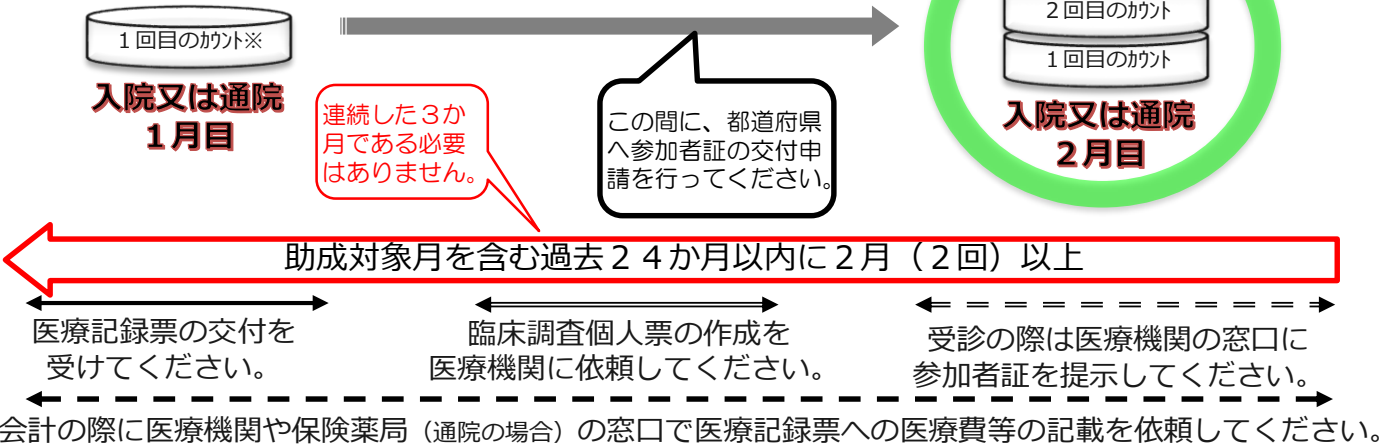 1回目のカウント※
入院又は通院
1月目
連続した3か
月である必要
はありません。
この間に、都道府県
へ参加者証の交付申
請を行ってください。
2回目のカウント
1回目のカウント
入院又は通院
2月目
助成対象月を含む過去24か月以内に2月（2回）以上
医療記録票の交付を
受けてください。
臨床調査個人票の作成を
医療機関に依頼してください。
受診の際は医療機関の窓口に
参加者証を提示してください。
会計の際に医療機関や保険薬局（通院の場合）の窓口で医療記録票への医療費等の記載を依頼してください。